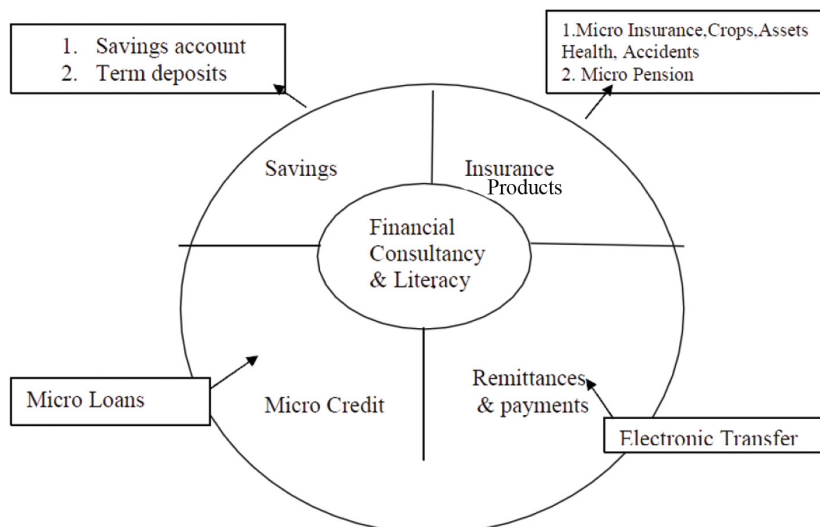 1. Savings account
2. Term deposits
1.Micro Insurance,Crops,Assets
Health, Accidents
2. Micro Pension
Savings
Insurance
Products
Financial
Consultancy
& Literacy
Micro Loans
Micro Credit
Remittances
& payments
Electronic Transfer